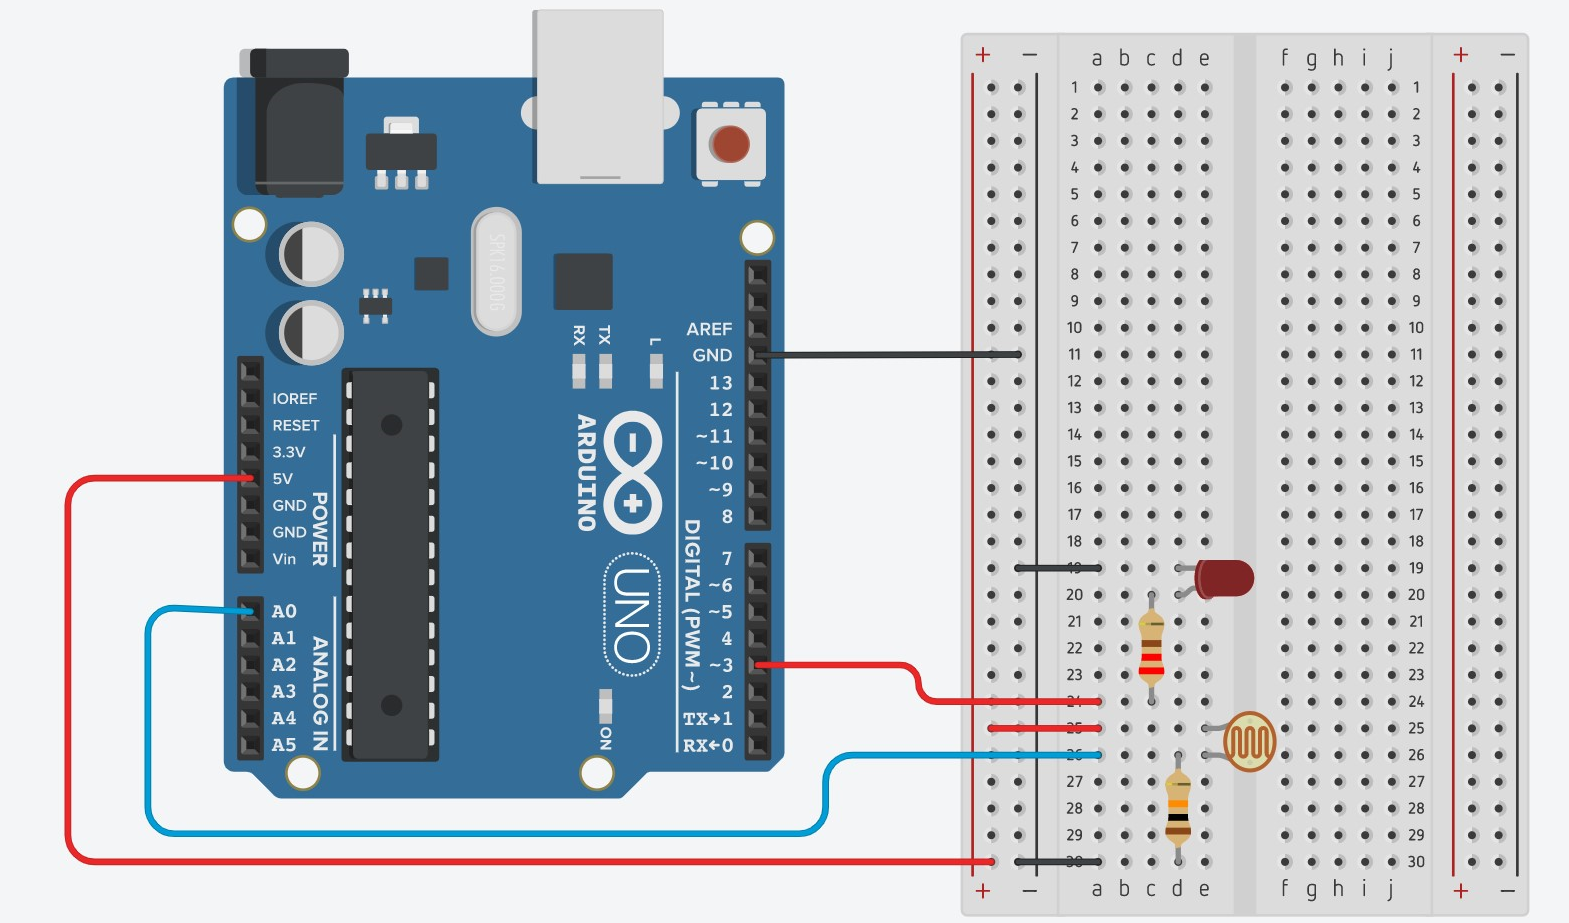 + − a b c d e f g h i j + −
1 1
2 2
3 3
4 4
5 5
6 6
7 7
8 8
9 9
10 10
11 11
12 12
13 13
14 14
15 15
16 16
17 17
18 18
19 19
20 20
21 21
22 22
23 23
24 24
25 25
26 26
27 27
28 28
29 29
30 30
+ − a b c d e f g h i j + −
SPK16.000G
RX
TX
L
AREF
GND
13
12
~11
~10
~9
8
7
~6
~5
4
~3
2
TX→1
RX←0
DIGITAL (PWM~)
ARDUINO
UNO
ON
IOREF
RESET
3.3V
5V
GND
GND
Vin
POWER
A0
A1
A2
A3
A4
A5
ANALOG IN